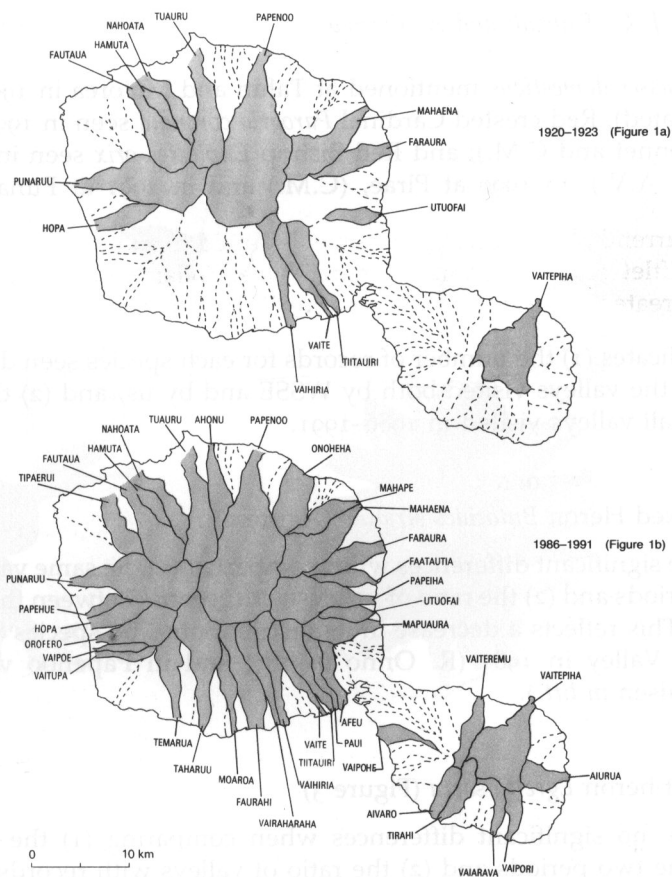 TUAURU
PAPENOO
NAHOATA
HAMUTA
FAUTAUA
MAHAENA
1920–1923 (Figure 1a)
FARAURA
PUNARUU
UTUOFAI
HOPA
VAITEPIHA
VAITE
TIITAUIRI
VAIHIRIA
TUAURU
AHONU
PAPENOO
NAHOATA
ONOHEHA
HAMUTA
FAUTAUA
TIPAERUI
MAHAPE
MAHAENA
FARAURA
1986–1991 (Figure 1b)
FAATAUTIA
PUNARUU
PAPEIHA
UTUOFAI
PAPEHUE
MAPUAURA
HOPA
OROFERO
VAIPOE
VAITUPA
VAITEREMU
VAITEPIHA
AFEU
VAITE
PAUI
TEMARUA
TIITAUIRI
VAIPOHE
TAHARUU
VAIHIRIA
MOAROA
AIURUA
FAURAHI
AIVARO
VAIRAHARAHA
TIRAHI
VAIPORI
VAIARAVA
0 10 km